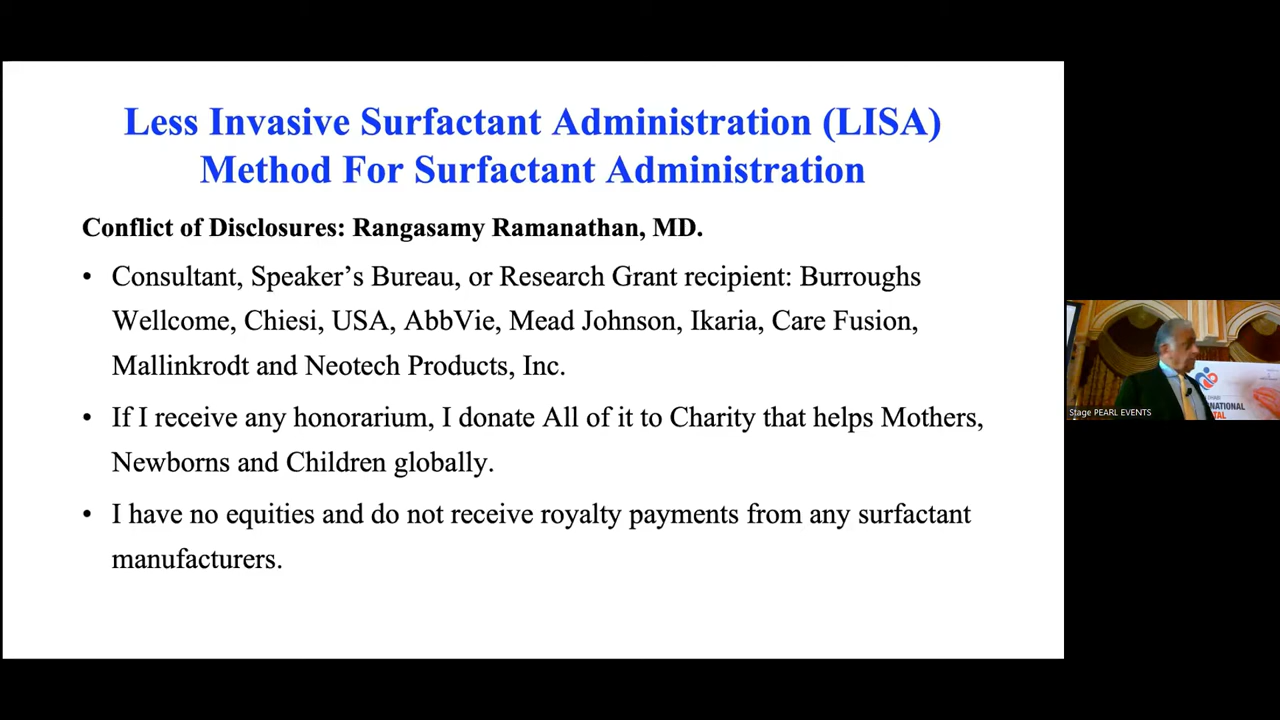 Less Invasive Surfactant Administration (LISA)
Method For Surfactant Administration
Conflict of Disclosures: Rangasamy Ramanathan, MD.
• Consultant, Speaker’s Bureau, or Research Grant recipient: Burroughs
Wellcome, Chiesi, USA, AbbVie, Mead Johnson, Ikaria, Care Fusion,
Mallinkrodt and Neotech Products, Inc.
• If I receive any honorarium, I donate All of it to Charity that helps Mothers,
Newborns and Children globally.
• I have no equities and do not receive royalty payments from any surfactant
manufacturers.
Stage PEARL EVENTS